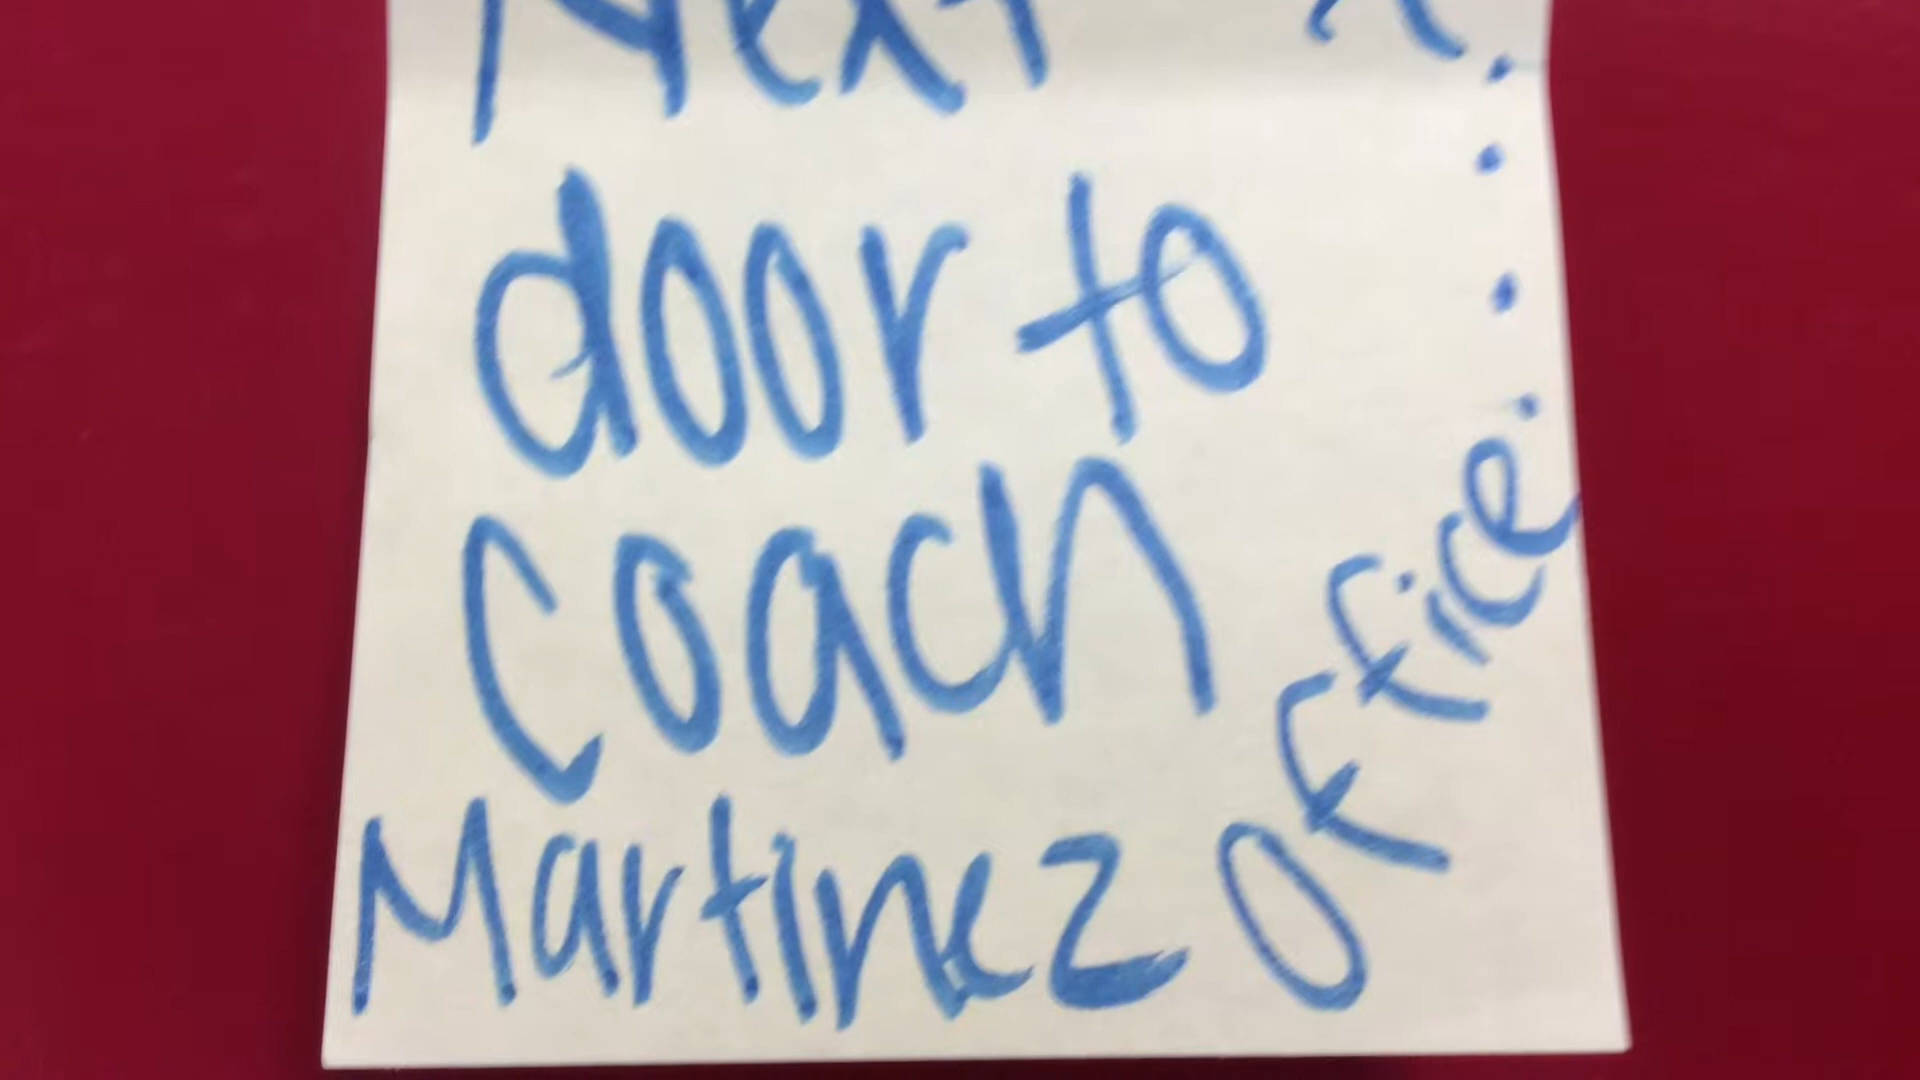 Next
door to
coach
Martinez office.